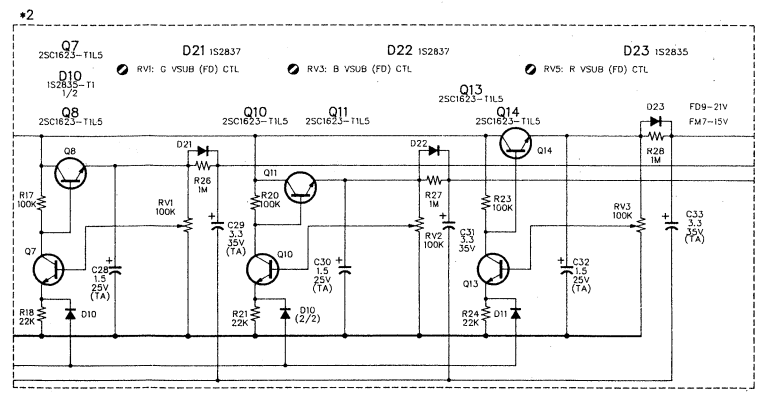 *2
Q7
2SC1623-T1L5
D10
1S2835-T1
1/2
Q8
2SC1623-T1L5
D21 1S2837
RV1: G VSUB (FD) CTL
D22 1S2837
RV3: B VSUB (FD) CTL
D23 1S2835
RV5: R VSUB (FD) CTL
Q10
2SC1623-T1L5
Q11
2SC1623-T1L5
Q13
2SC1623-T1L5
Q14
2SC1623-T1L5
D23
FD9-21V
FM7-15V
R28
1M
Q8
D21
R26
1M
Q11
D22
R27
1M
Q14
R17
100K
RV1
100K
R20
100K
R23
100K
RV3
100K
C29
3.3
35V
(TA)
RV2
100K
C31
3.3
35V
C33
3.3
35V
(TA)
Q7
C28
1.5
25V
(TA)
Q10
C30
1.5
25V
(TA)
Q13
C32
1.5
25V
(TA)
R18
22K
D10
R21
22K
D10
(2/2)
R24
22K
D11